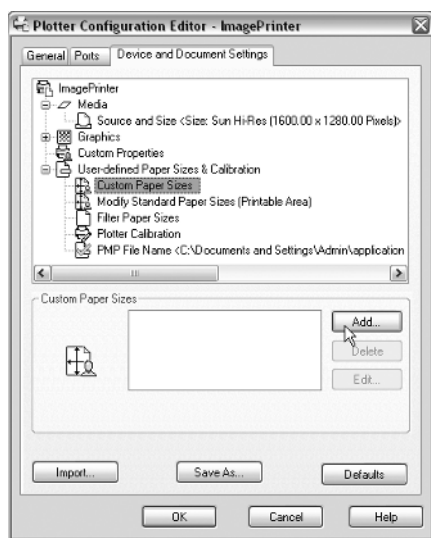 Plotter Configuration Editor - ImagePrinter
General Ports Device and Document Settings
ImagePrinter
Media
Source and Size <Size: Sun Hi-Res (1600.00 x 1280.00 Pixels)>
Graphics
Custom Properties
User-defined Paper Sizes & Calibration
Custom Paper Sizes
Modify Standard Paper Sizes (Printable Area)
Filter Paper Sizes
Plotter Calibration
PMP File Name <C:\Documents and Settings\Admin\application
Custom Paper Sizes
Add...
Delete
Edit...
Import... Save As... Defaults
OK Cancel Help